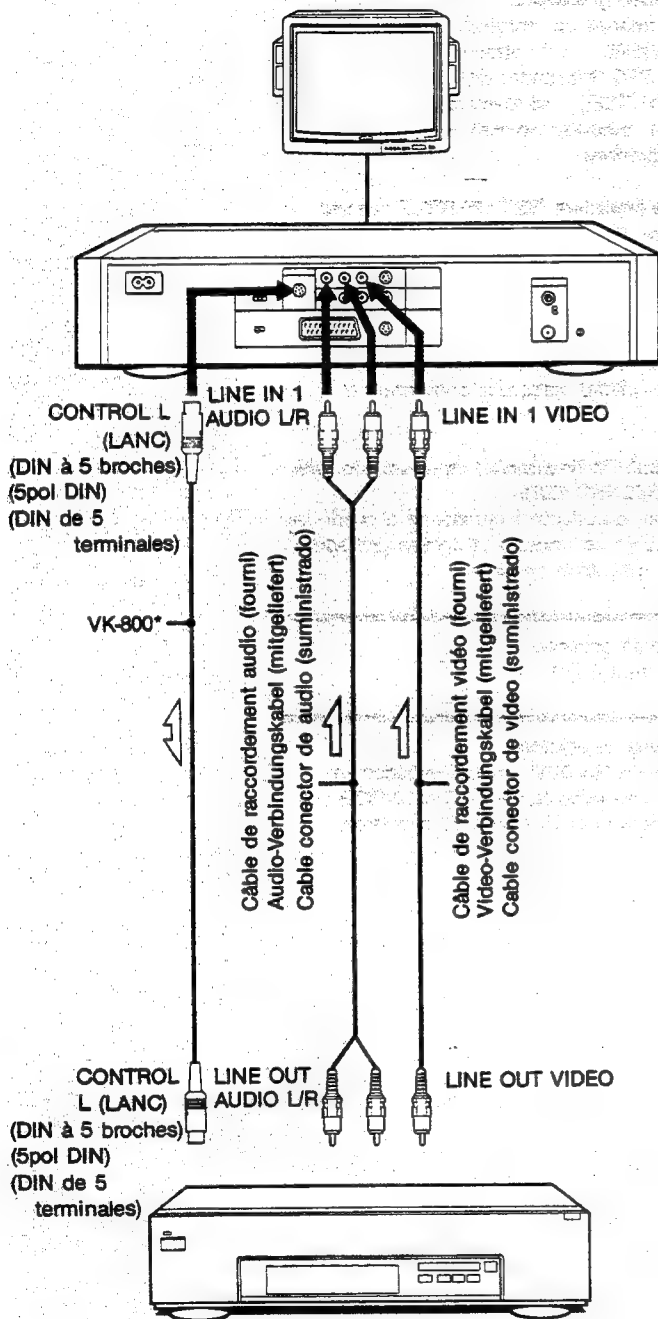 CONTROL L
(LANC)
(DIN à 5 broches)
(5pol DIN)
(DIN de 5
terminales)
LINE IN 1
AUDIO L/R
LINE IN 1 VIDEO
VK-800*
Câble de raccordement audio (fourni)
Audio-Verbindungskabel (mitgeliefert)
Cable conector de audio (suministrado)
Câble de raccordement vidéo (fourni)
Video-Verbindungskabel (mitgeliefert)
Cable conector de vídeo (suministrado)
CONTROL
L (LANC)
(DIN à 5 broches)
(5pol DIN)
(DIN de 5
terminales)
LINE OUT
AUDIO L/R
LINE OUT VIDEO